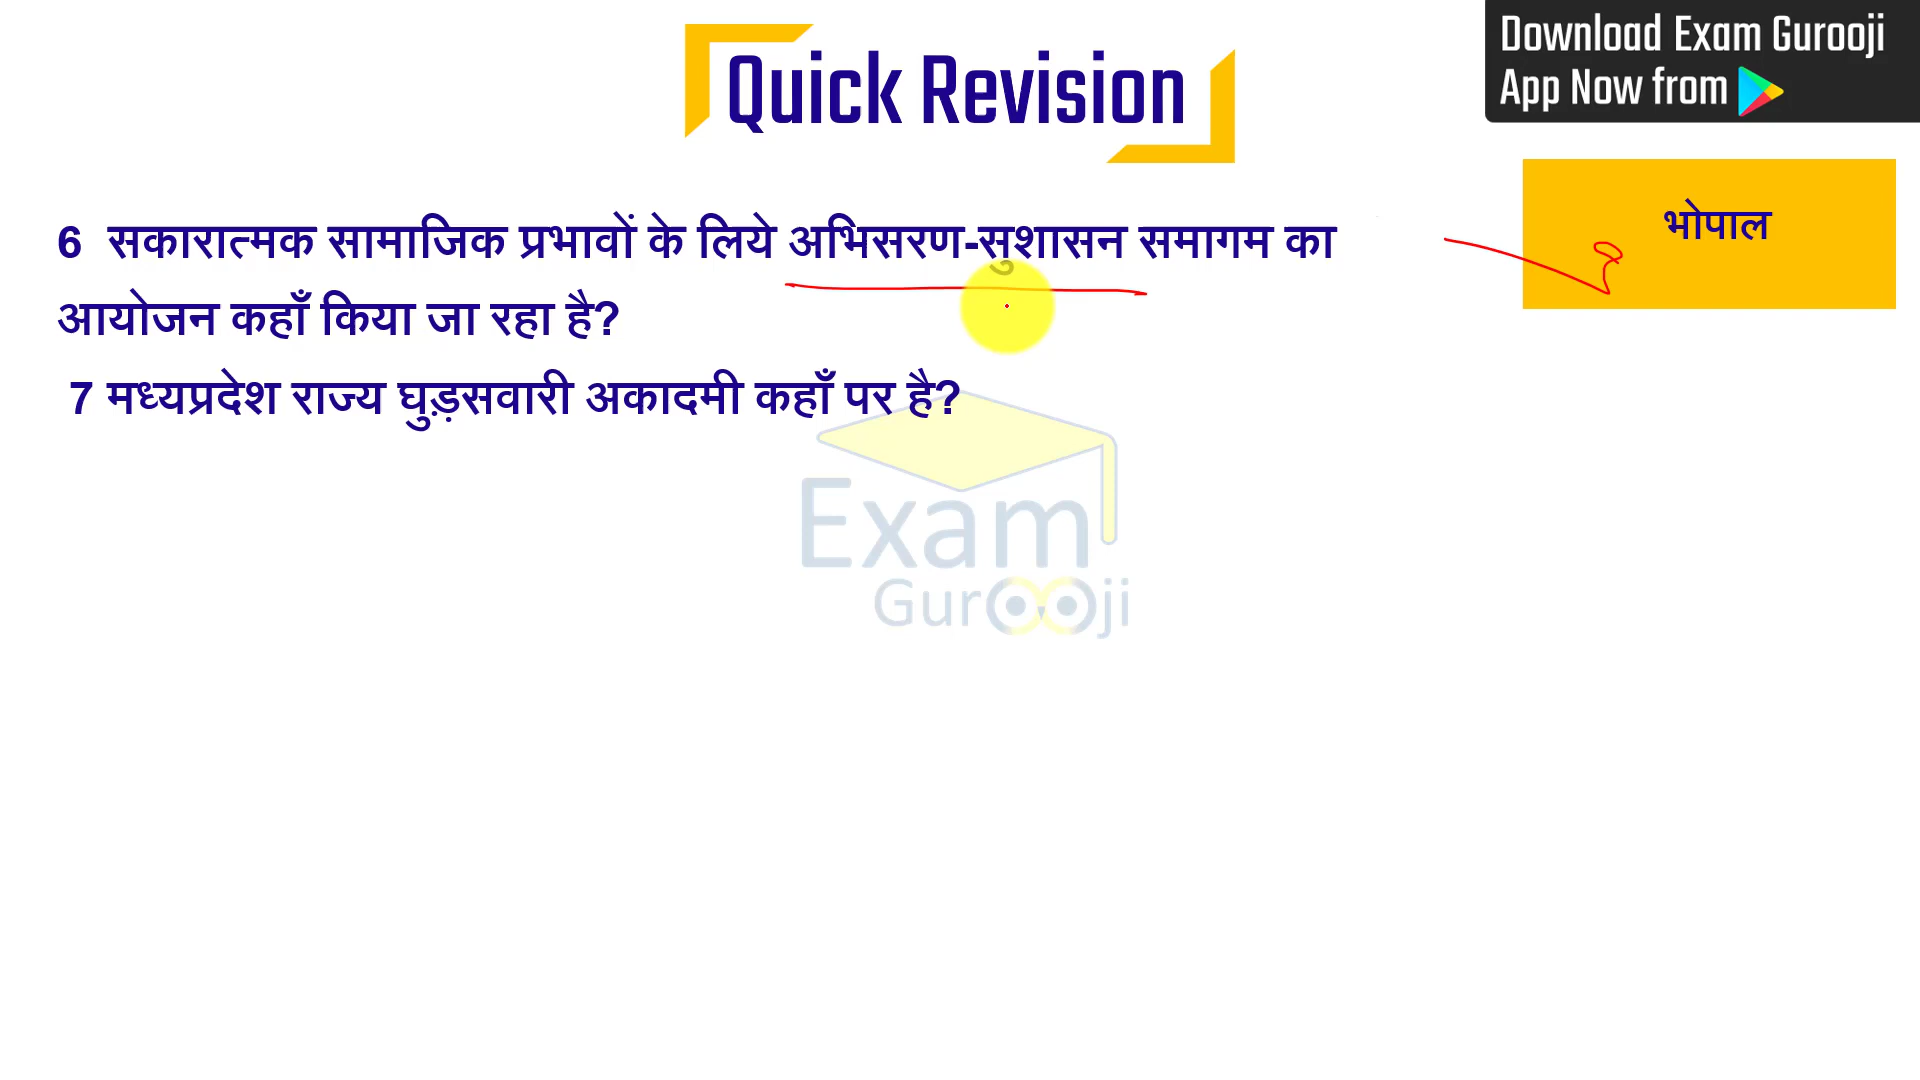 Quick Revision
Download Exam Gurooji
App Now from
भोपाल
6 सकारात्मक सामाजिक प्रभावों के लिये अभिसरण-सुशासन समागम का
आयोजन कहाँ किया जा रहा है?
7 मध्यप्रदेश राज्य घुड़सवारी अकादमी कहाँ पर है?
Exam
Gurooji